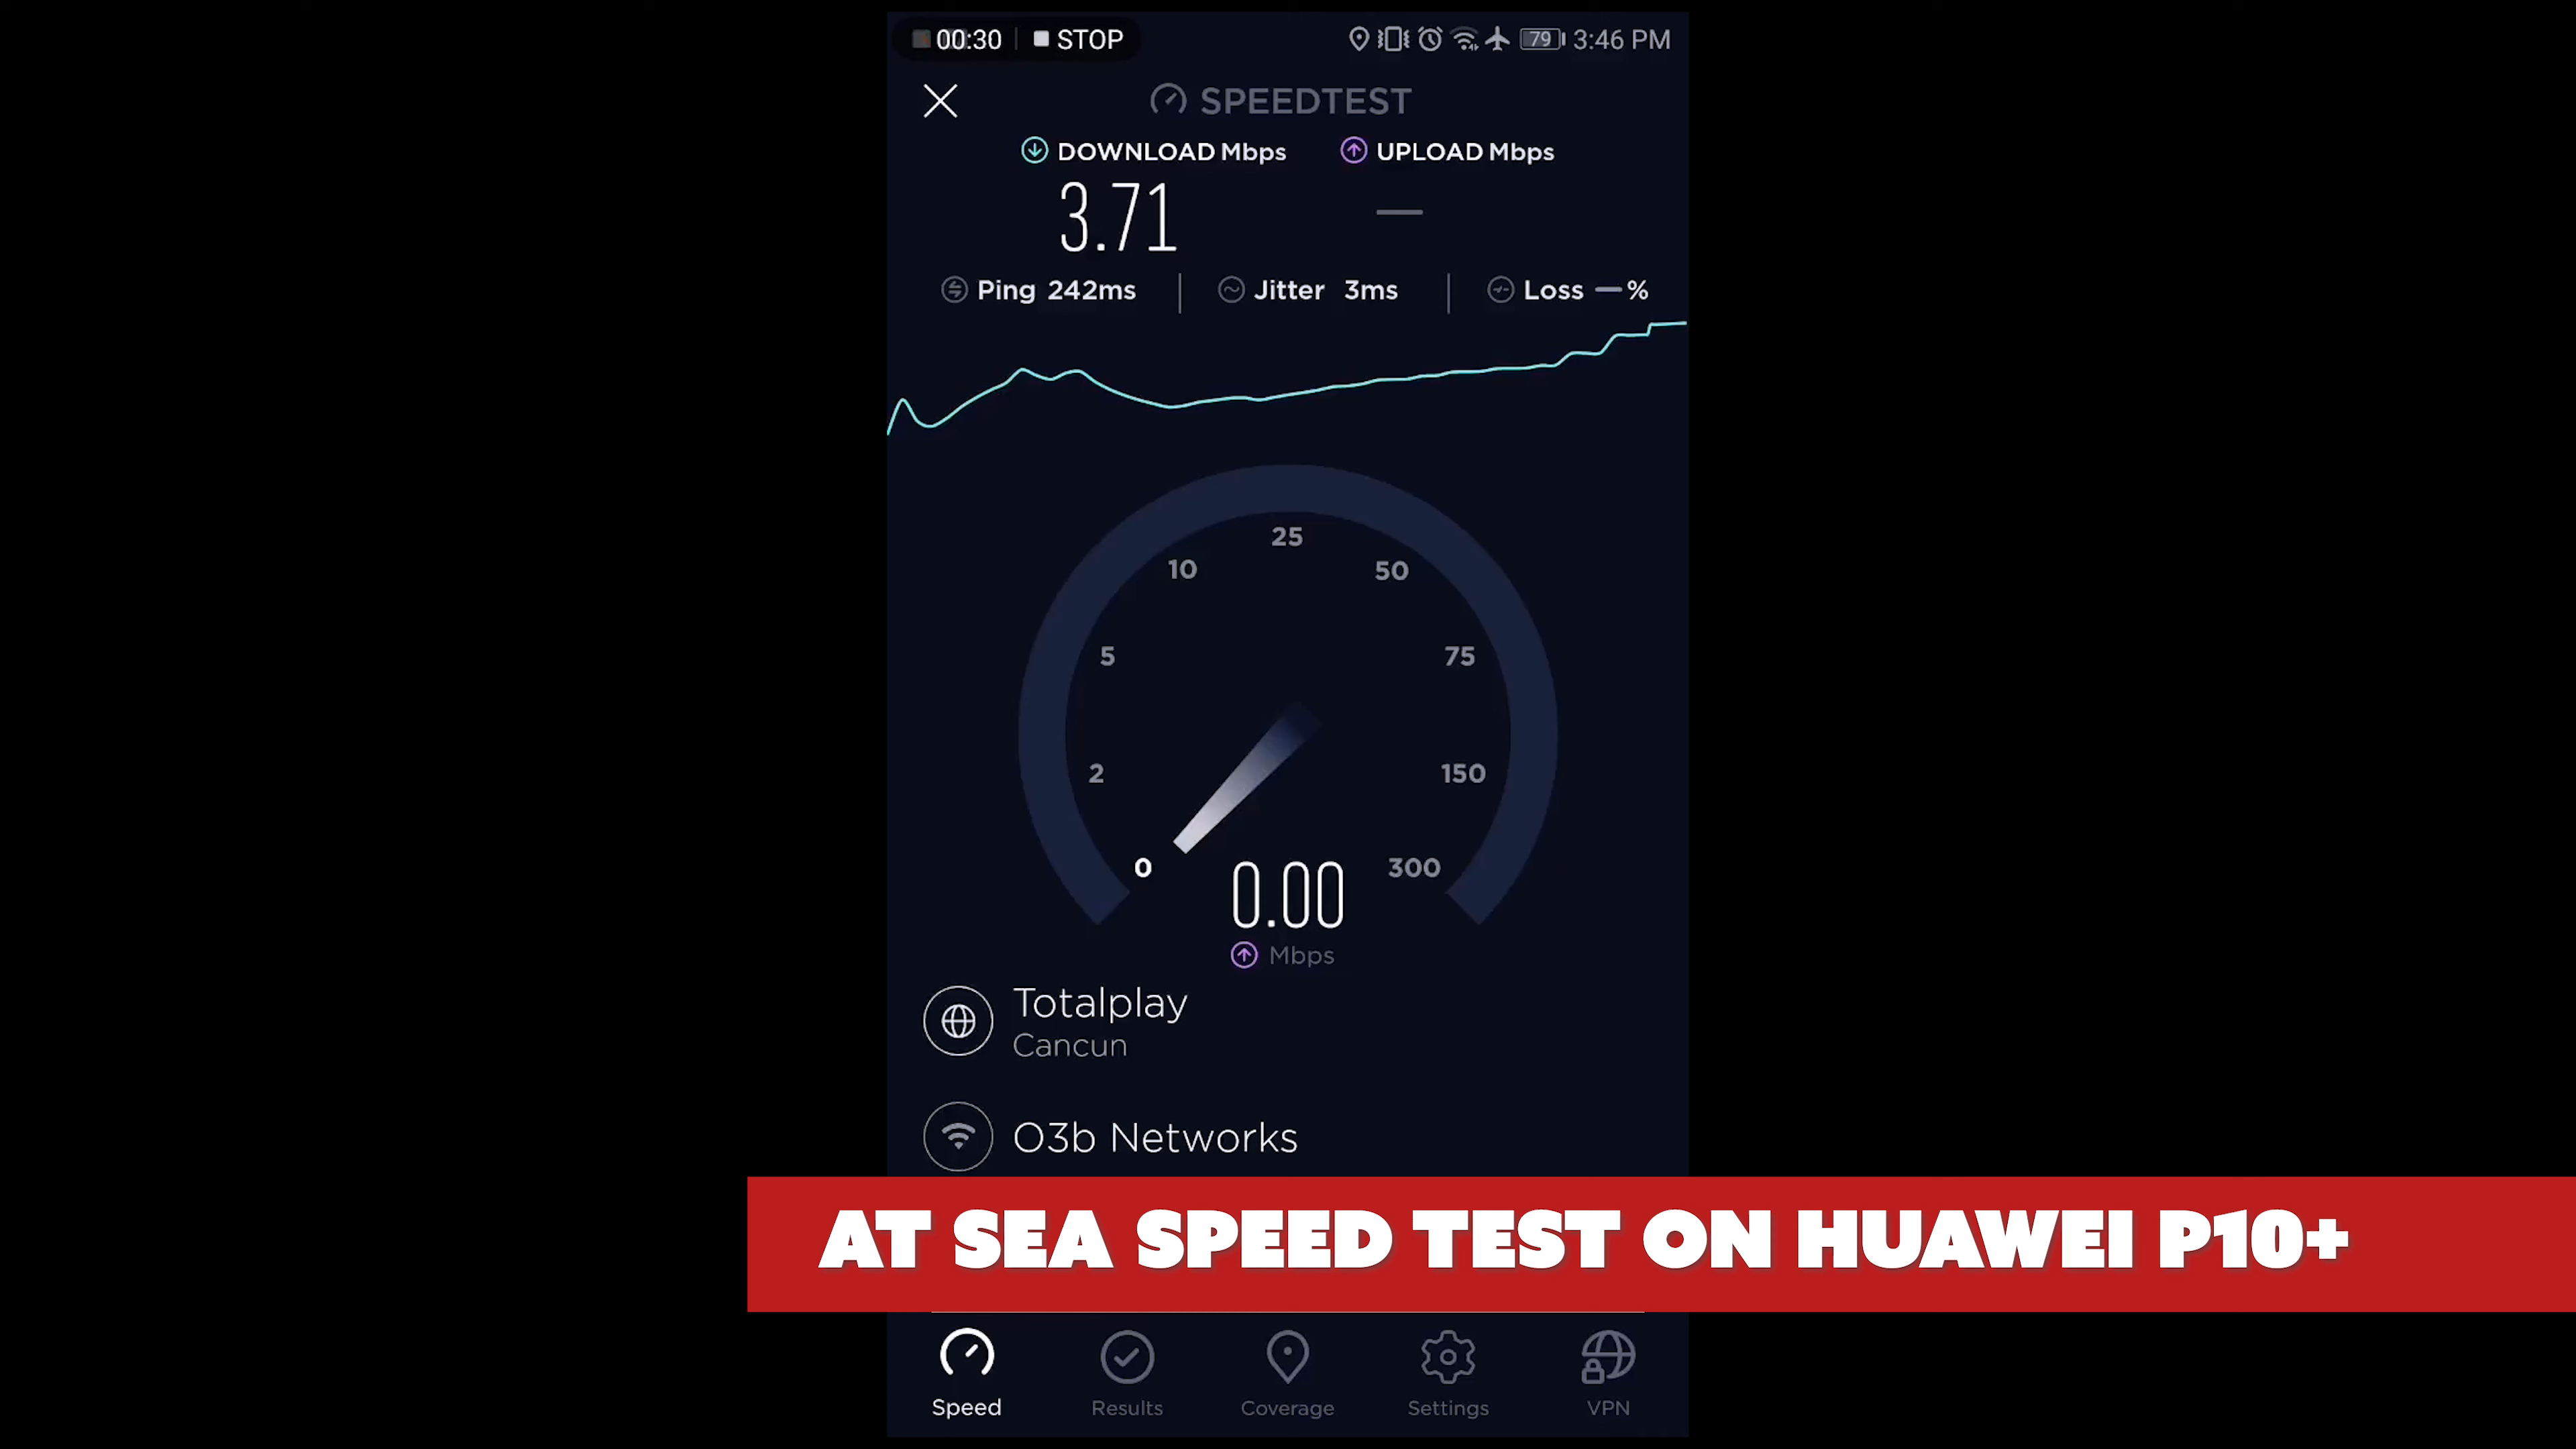 00:30 STOP 79 3:46 PM
SPEEDTEST
DOWNLOAD Mbps UPLOAD Mbps
3.71 —
Ping 242ms Jitter 3ms Loss — %
25
10 50
5 75
2 150
0 300
0.00
Mbps
Totalplay
Cancun
O3b Networks
AT SEA SPEED TEST ON HUAWEI P10+
Speed Results Coverage Settings VPN